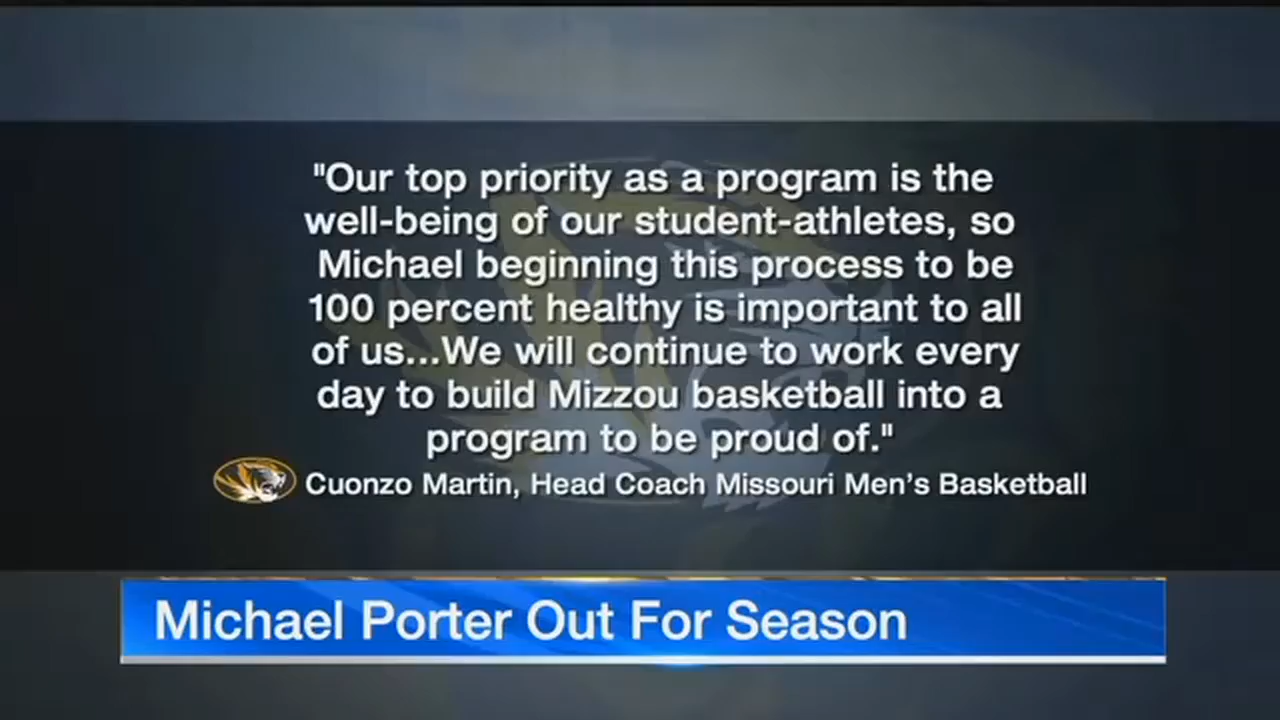 "Our top priority as a program is the
well-being of our student-athletes, so
Michael beginning this process to be
100 percent healthy is important to all
of us...We will continue to work every
day to build Mizzou basketball into a
program to be proud of."
Cuonzo Martin, Head Coach Missouri Men's Basketball
Michael Porter Out For Season